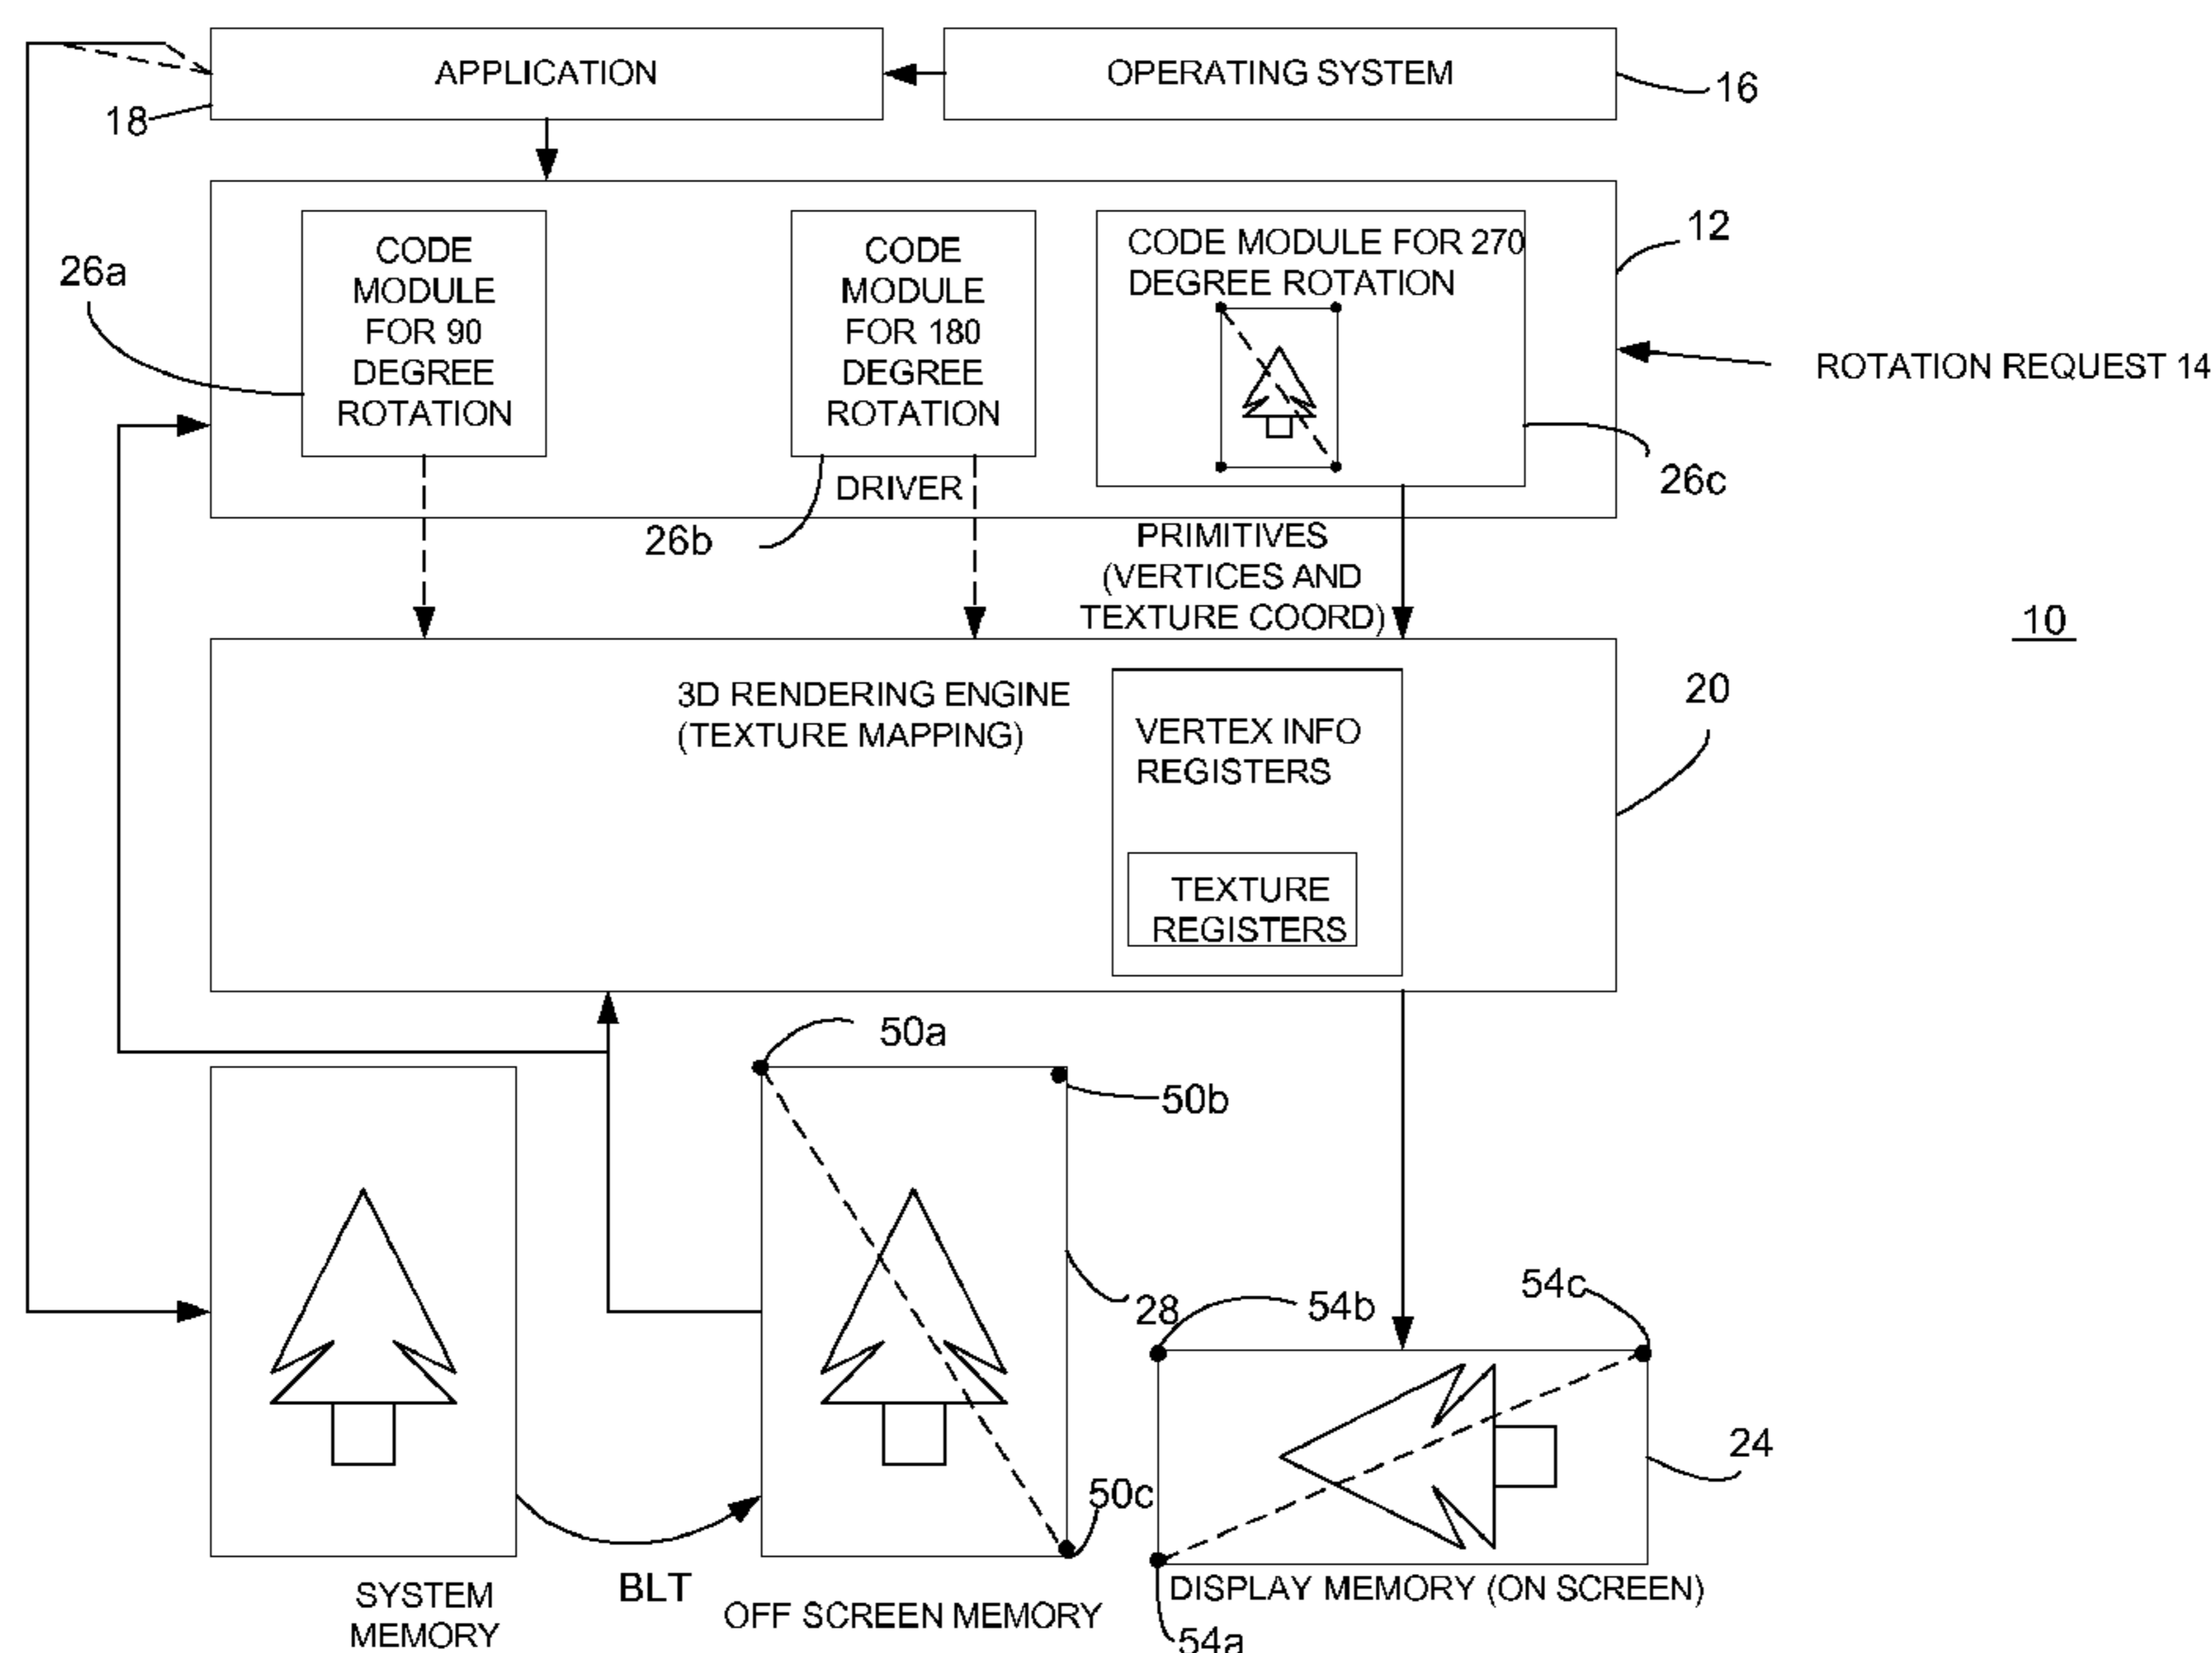 APPLICATION
OPERATING SYSTEM
16
18
12
26a
CODE
MODULE
FOR 90
DEGREE
ROTATION
CODE
MODULE
FOR 180
DEGREE
ROTATION
CODE MODULE FOR 270
DEGREE ROTATION
ROTATION REQUEST 14
26c
DRIVER
26b
PRIMITIVES
(VERTICES AND
TEXTURE COORD)
10
20
3D RENDERING ENGINE
(TEXTURE MAPPING)
VERTEX INFO
REGISTERS
TEXTURE
REGISTERS
50a
50b
28
54b
54c
24
50c
SYSTEM
MEMORY
BLT
OFF SCREEN MEMORY
DISPLAY MEMORY (ON SCREEN)
54a